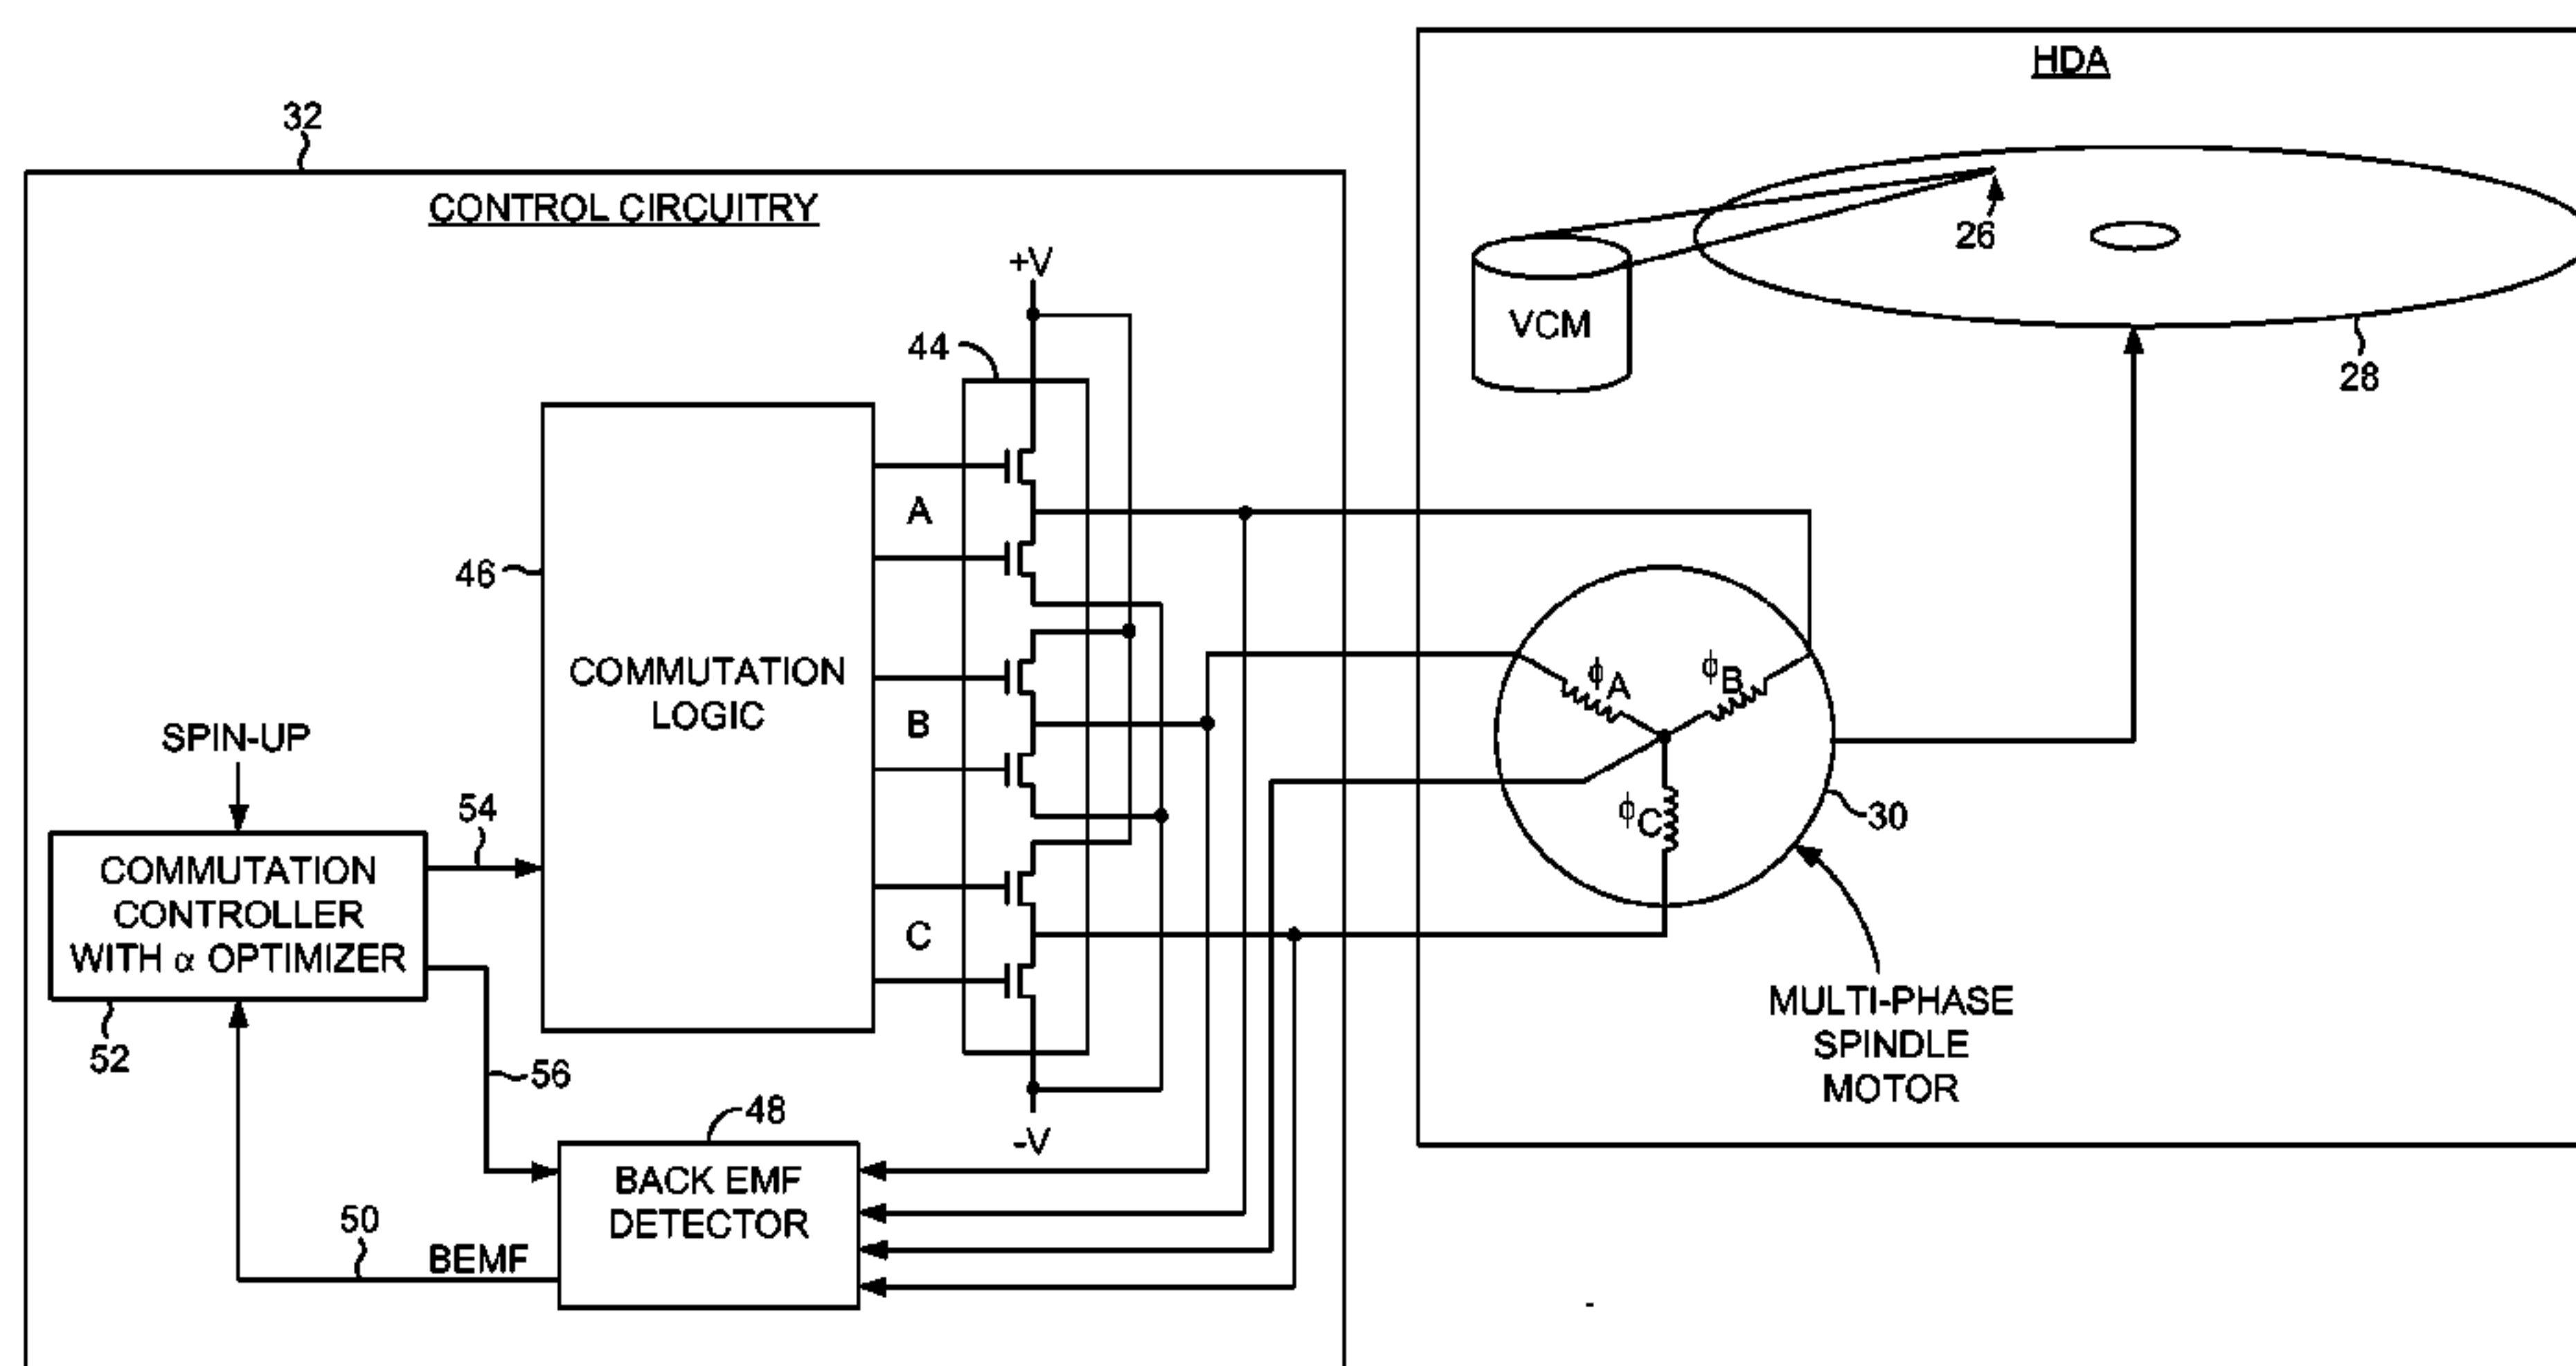 HDA
32
CONTROL CIRCUITRY
26
+V
VCM
44
28
A
46
ϕA
ϕB
COMMUTATION
LOGIC
B
SPIN-UP
54
ϕC
30
COMMUTATION
CONTROLLER
WITH α OPTIMIZER
C
MULTI-PHASE
SPINDLE
MOTOR
52
56
48
-V
BACK EMF
DETECTOR
50
BEMF